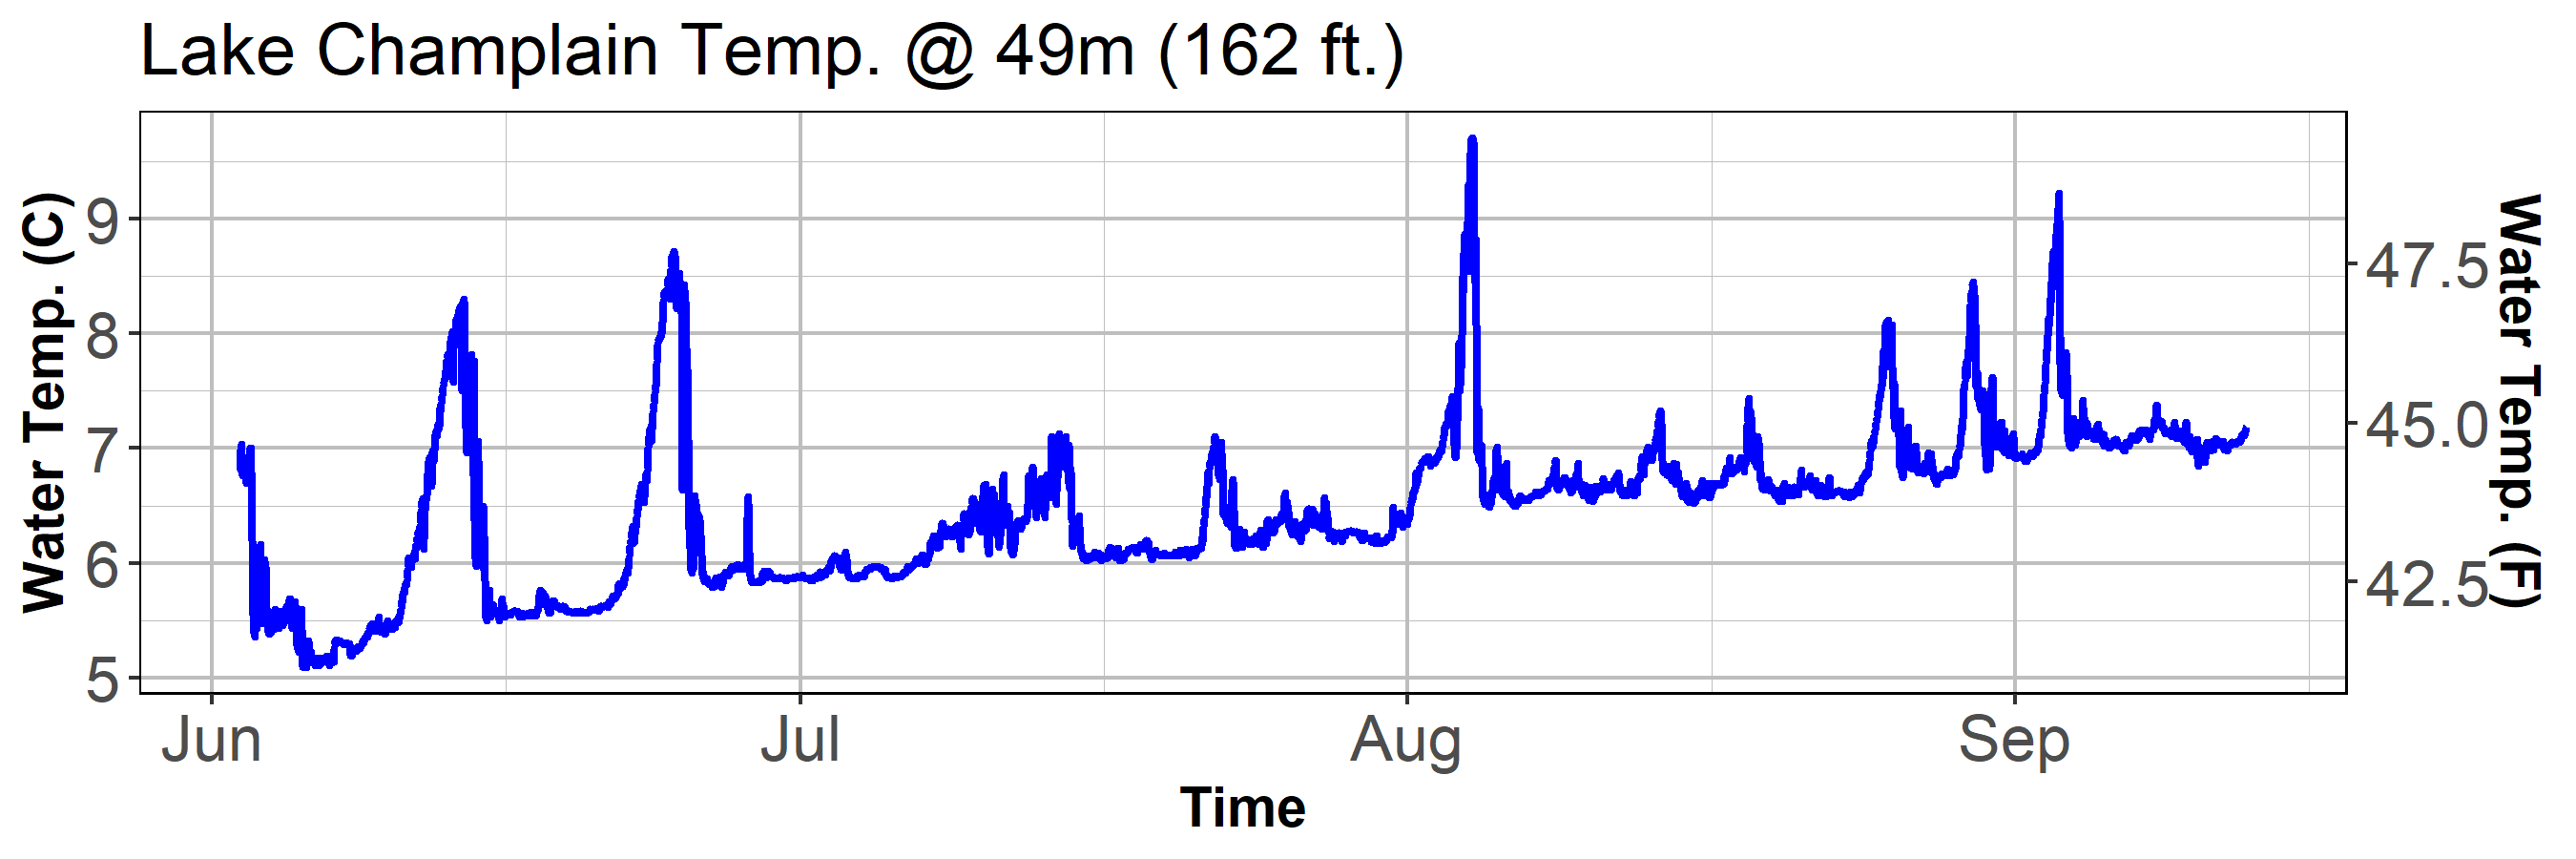 Lake Champlain Temp. @ 49m (162 ft.)
Water Temp. (C)
9
8
7
6
5
47.5
45.0
42.5
Water Temp. (F)
Jun Jul Aug Sep
Time